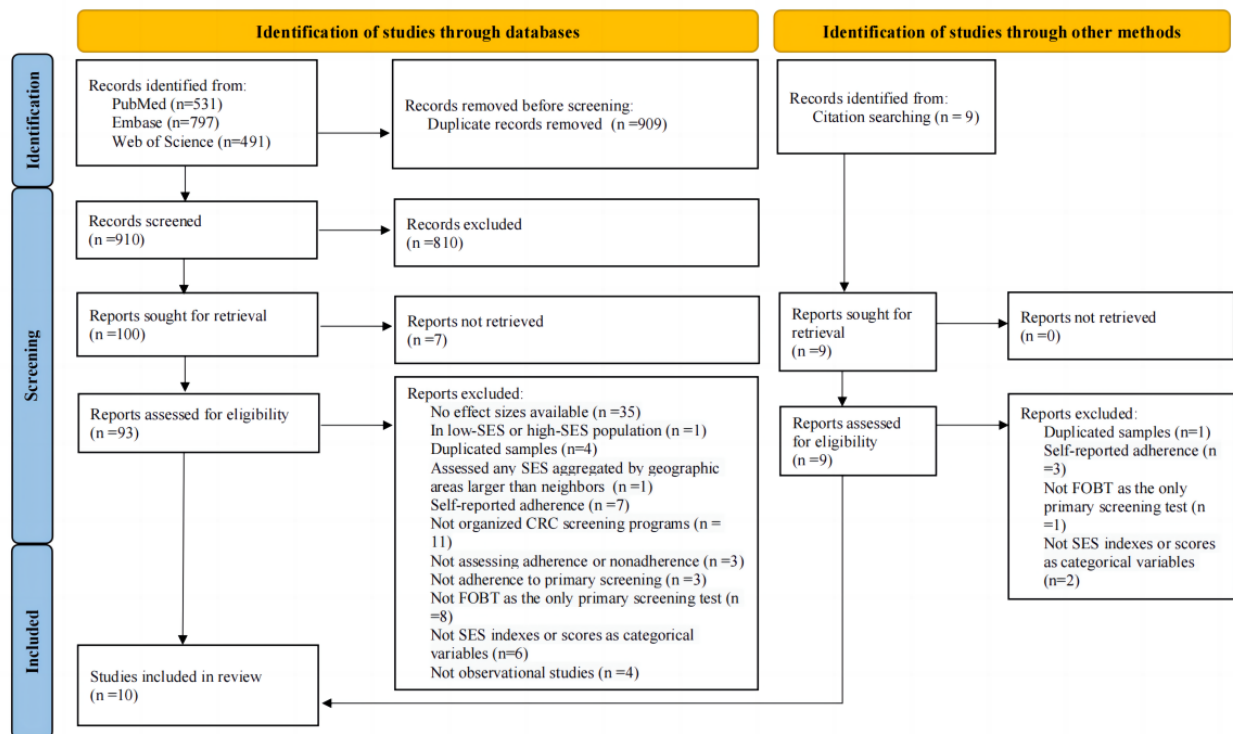 Identification of studies through databases
Identification of studies through other methods
Identification
Records identified from:
PubMed (n=531)
Embase (n=797)
Web of Science (n=491)
Records removed before screening:
Duplicate records removed (n =909)
Records identified from:
Citation searching (n = 9)
Screening
Records screened
(n =910)
Records excluded
(n =810)
Reports sought for retrieval
(n =100)
Reports not retrieved
(n =7)
Reports sought for
retrieval
(n =9)
Reports not retrieved
(n =0)
Reports assessed for eligibility
(n =93)
Reports excluded:
No effect sizes available (n =35)
In low-SES or high-SES population (n =1)
Duplicated samples (n=4)
Assessed any SES aggregated by geographic
areas larger than neighbors (n =1)
Self-reported adherence (n =7)
Not organized CRC screening programs (n =
11)
Not assessing adherence or nonadherence (n =3)
Not adherence to primary screening (n =3)
Not FOBT as the only primary screening test (n
=8)
Not SES indexes or scores as categorical
variables (n=6)
Not observational studies (n =4)
Reports assessed
for eligibility
(n =9)
Reports excluded:
Duplicated samples (n=1)
Self-reported adherence (n
=3)
Not FOBT as the only
primary screening test (n
=1)
Not SES indexes or scores
as categorical variables
(n=2)
Included
Studies included in review
(n =10)